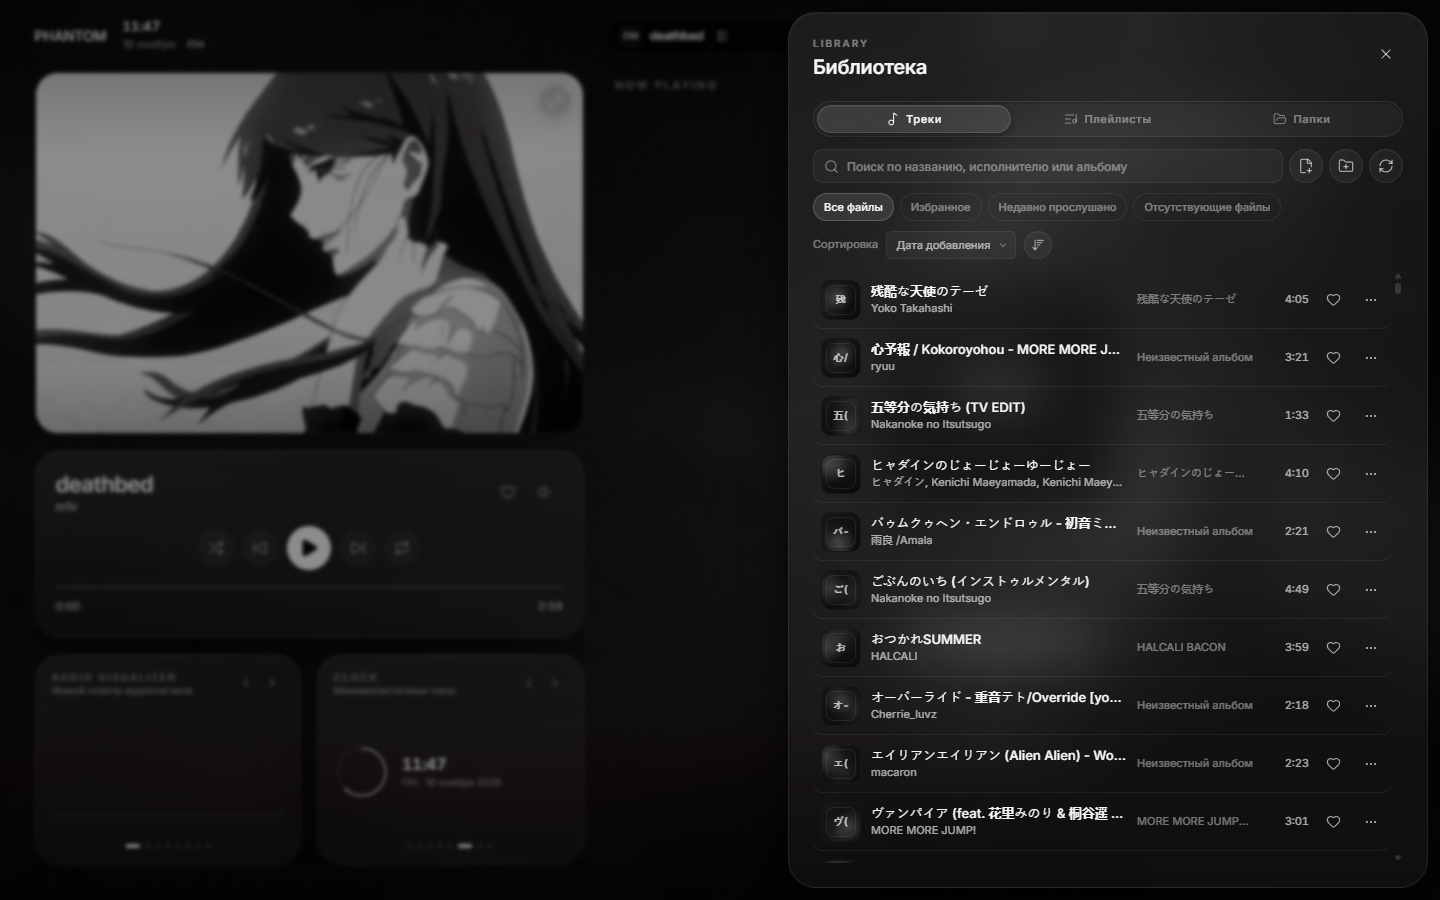 PHANTOM
11:47
deathbed
NOW PLAYING
deathbed
0:00
3:59
AUDIO VISUALIZER
Живой спектр аудиосигнала
CLOCK
Минималистичные часы
11:47
LIBRARY
Библиотека
Треки
Плейлисты
Папки
Поиск по названию, исполнителю или альбому
Все файлы
Избранное
Недавно прослушано
Отсутствующие файлы
Сортировка
Дата добавления
残
残酷な天使のテーゼ
Yoko Takahashi
残酷な天使のテーゼ
4:05
心/
心予報 / Kokoroyohou - MORE MORE J...
ryuu
Неизвестный альбом
3:21
五(
五等分の気持ち (TV EDIT)
Nakanoke no Itsutsugo
五等分の気持ち
1:33
ヒ
ヒャダインのじょーじょーゆーじょー
ヒャダイン, Kenichi Maeyamada, Kenichi Maey...
ヒャダインのじょー...
4:10
バ-
バゥムクゥヘン・エンドロゥル - 初音ミ...
雨良 /Amala
Неизвестный альбом
2:21
ご(
ごぶんのいち (インストゥルメンタル)
Nakanoke no Itsutsugo
五等分の気持ち
4:49
お
おつかれSUMMER
HALCALI
HALCALI BACON
3:59
オ-
オーバーライド - 重音テト/Override [yo...
Cherrie_luvz
Неизвестный альбом
2:18
エ(
エイリアンエイリアン (Alien Alien) - Wo...
macaron
Неизвестный альбом
2:23
ヴ(
ヴァンパイア (feat. 花里みのり & 桐谷遥 ...
MORE MORE JUMP!
MORE MORE JUMP...
3:01